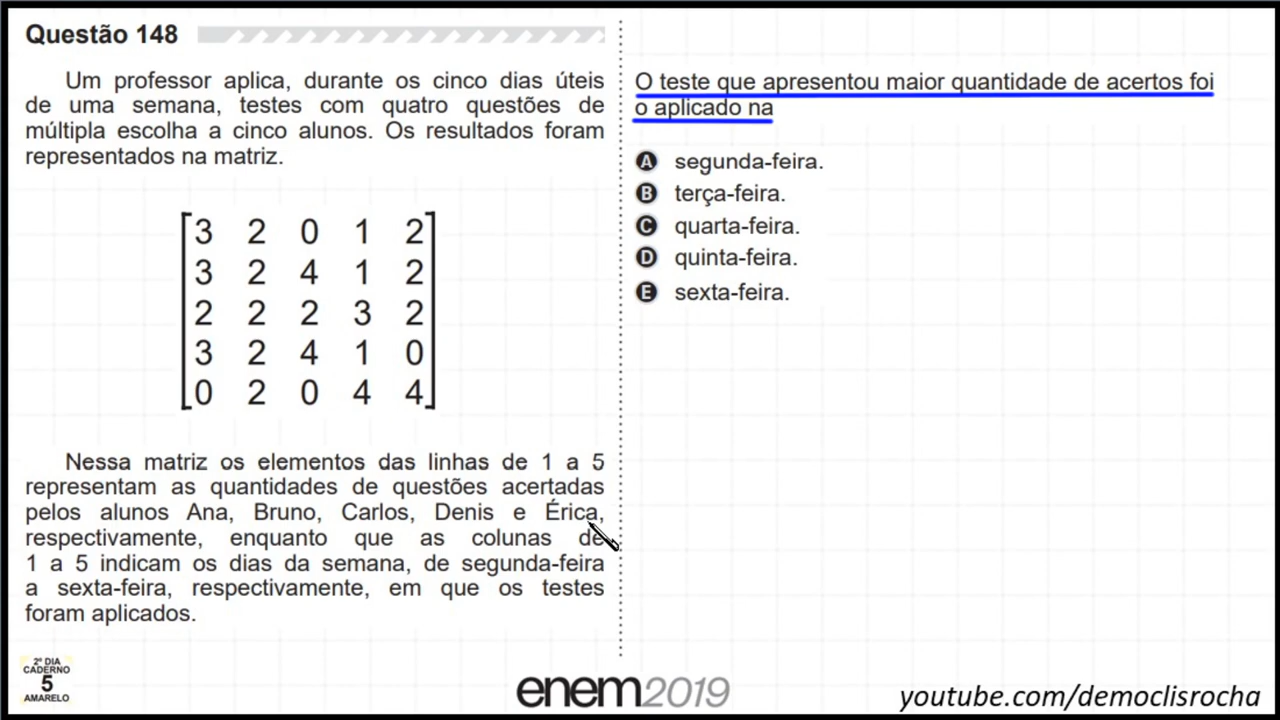 Questão 148
Um professor aplica, durante os cinco dias úteis
de uma semana, testes com quatro questões de
múltipla escolha a cinco alunos. Os resultados foram
representados na matriz.
3 2 0 1 2
3 2 4 1 2
2 2 2 3 2
3 2 4 1 0
0 2 0 4 4
Nessa matriz os elementos das linhas de 1 a 5
representam as quantidades de questões acertadas
pelos alunos Ana, Bruno, Carlos, Denis e Érica,
respectivamente, enquanto que as colunas de
1 a 5 indicam os dias da semana, de segunda-feira
a sexta-feira, respectivamente, em que os testes
foram aplicados.
O teste que apresentou maior quantidade de acertos foi
o aplicado na
A segunda-feira.
B terça-feira.
C quarta-feira.
D quinta-feira.
E sexta-feira.
2º DIA
CADERNO
5
AMARELO
enem2019
youtube.com/democlisrocha